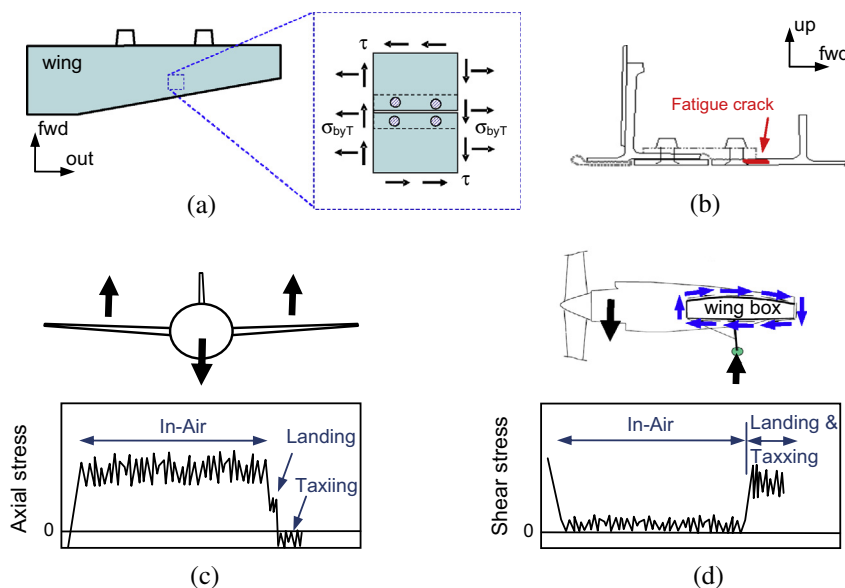 wing
fwd
out
τ
σbyT
σbyT
τ
(a)
up
fwd
Fatigue crack
(b)
Axial stress
0
In-Air
Landing
Taxiing
(c)
wing box
Shear stress
0
In-Air
Landing &
Taxxing
(d)